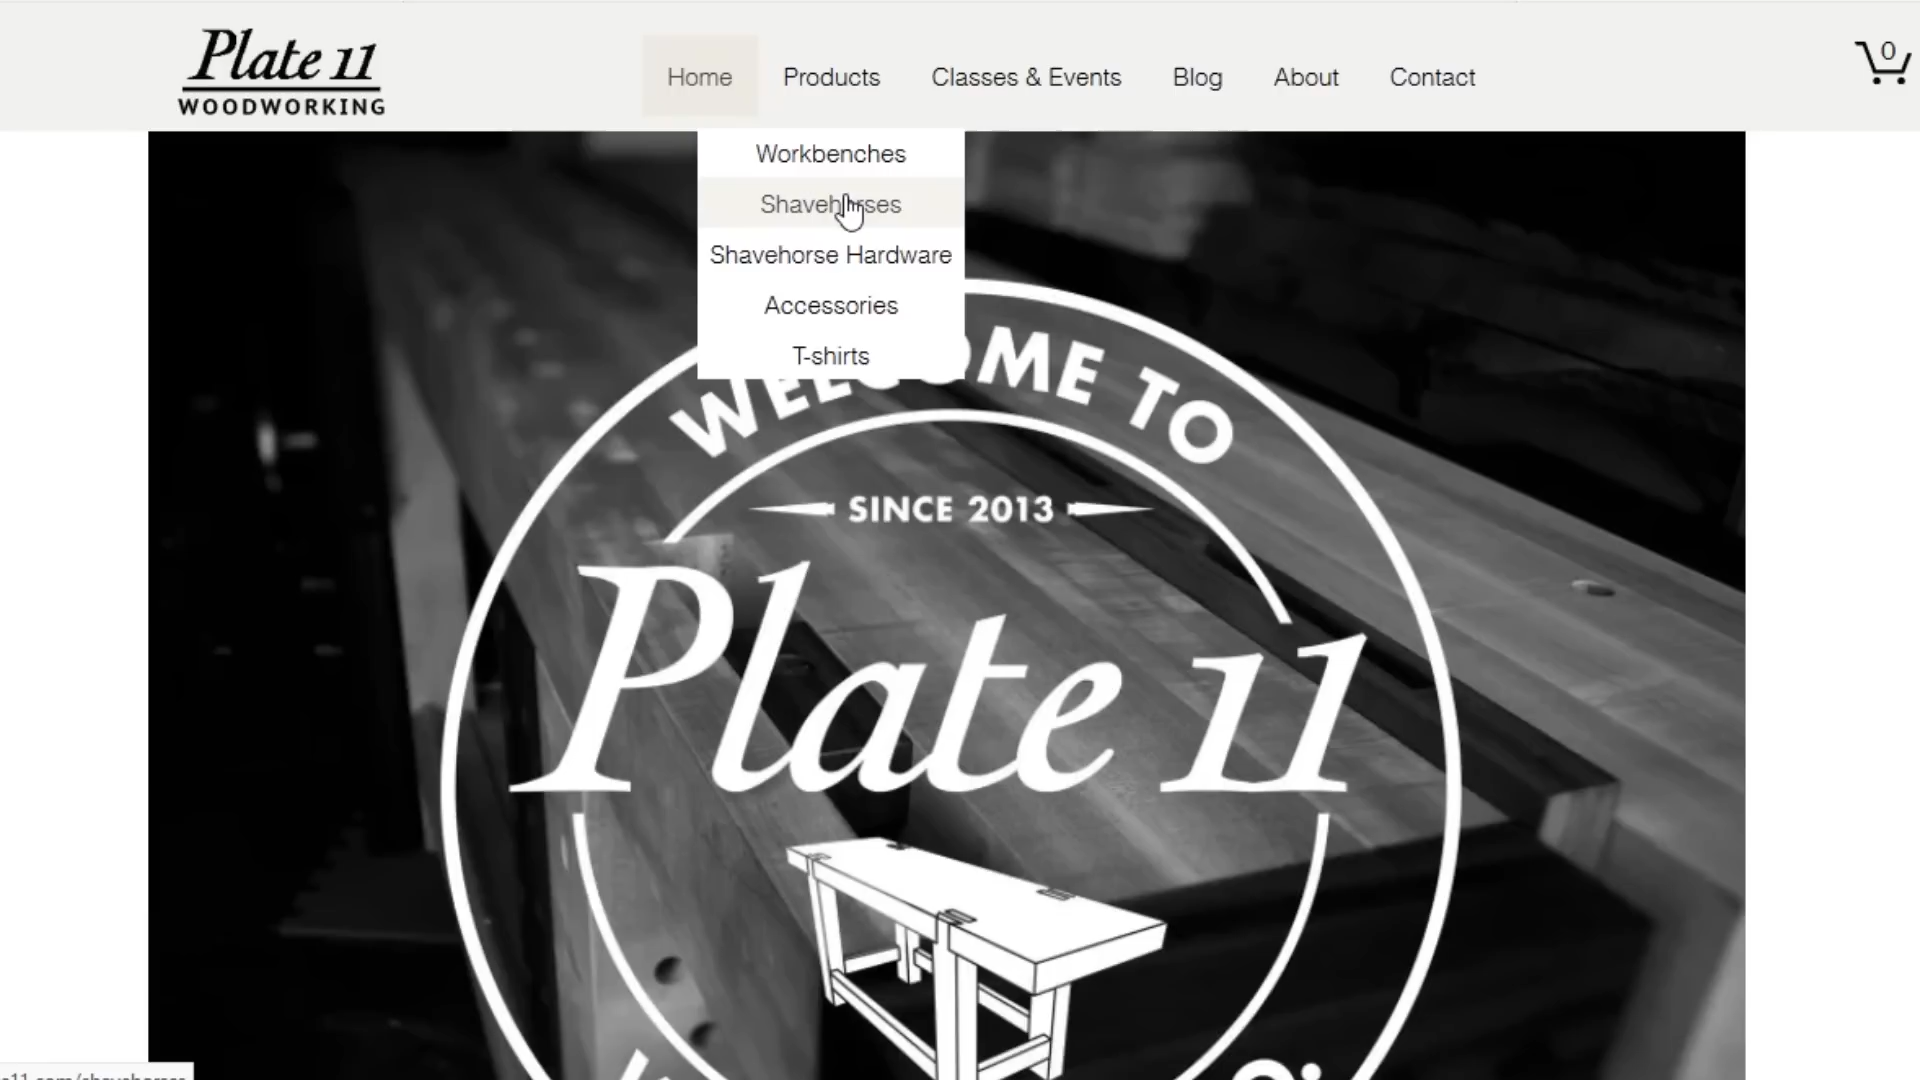 Plate 11
WOODWORKING
Home Products Classes & Events Blog About Contact
0
Workbenches
Shavehorses
Shavehorse Hardware
Accessories
T-shirts
WELCOME TO
SINCE 2013
Plate 11